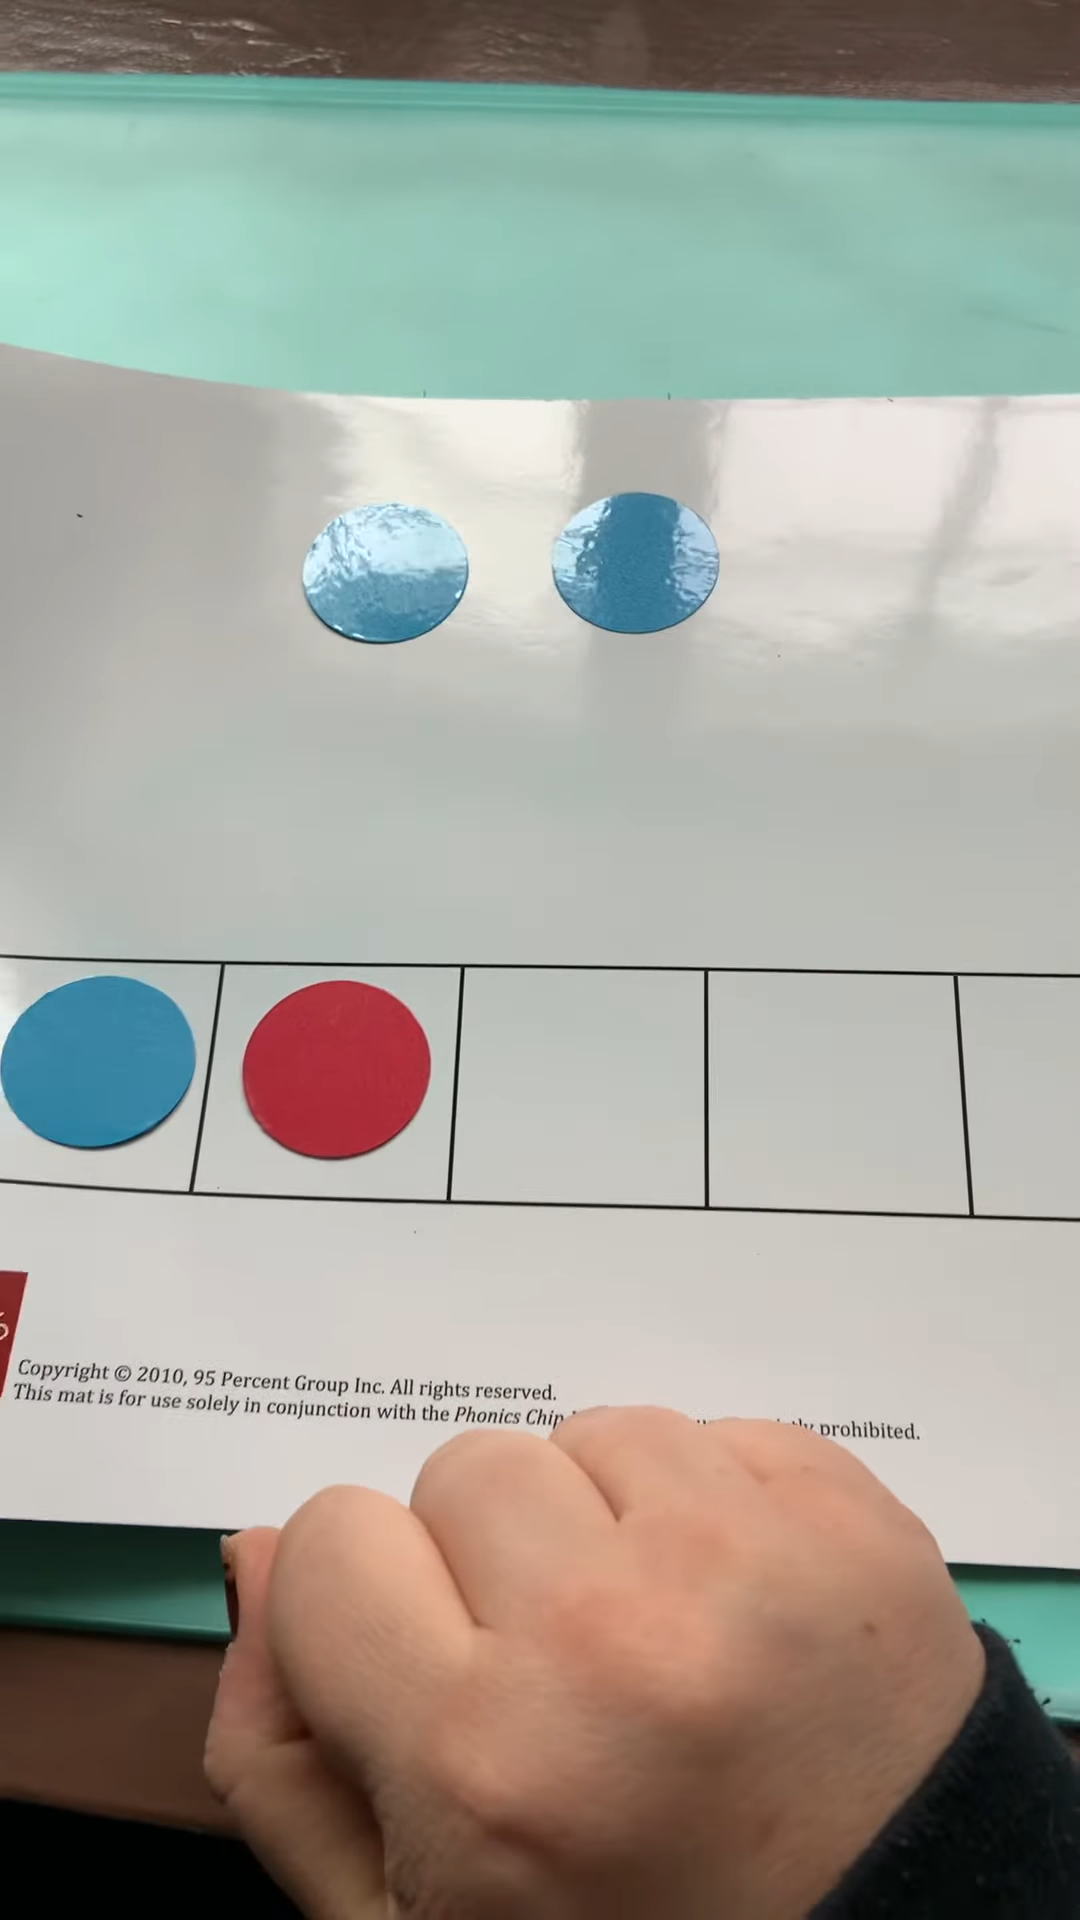 Copyright © 2010, 95 Percent Group Inc. All rights reserved.
This mat is for use solely in conjunction with the Phonics Chip prohibited.